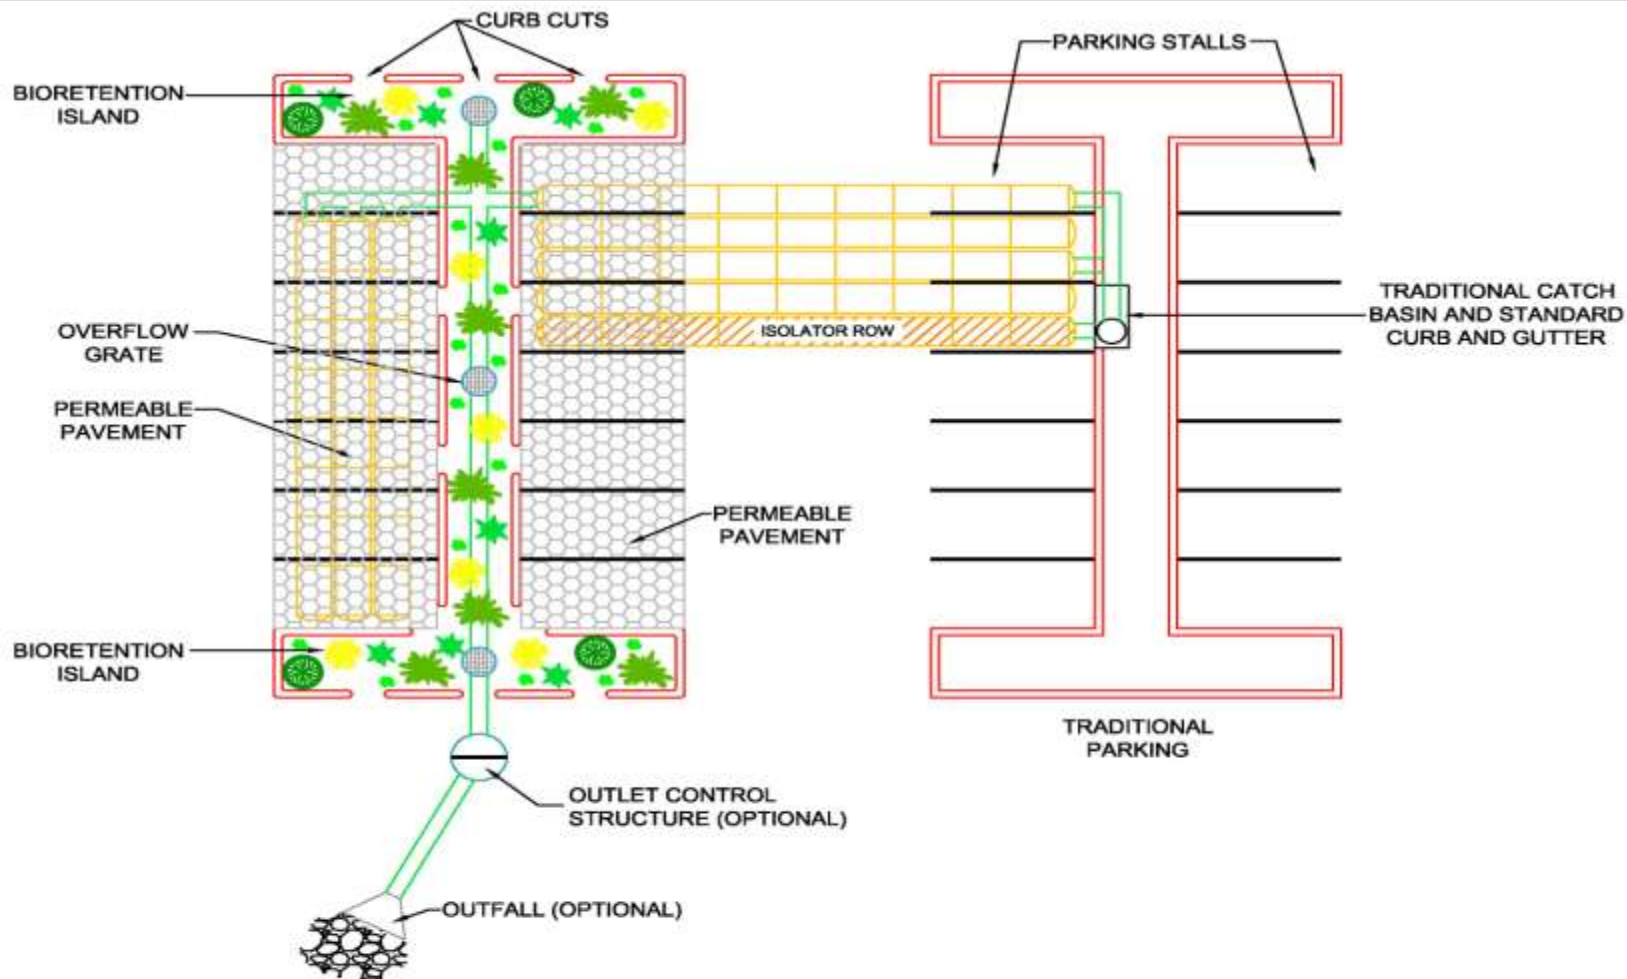 CURB CUTS
PARKING STALLS
BIORETENTION
ISLAND
TRADITIONAL CATCH
BASIN AND STANDARD
CURB AND GUTTER
OVERFLOW
GRATE
ISOLATOR ROW
PERMEABLE
PAVEMENT
PERMEABLE
PAVEMENT
BIORETENTION
ISLAND
TRADITIONAL
PARKING
OUTLET CONTROL
STRUCTURE (OPTIONAL)
OUTFALL (OPTIONAL)